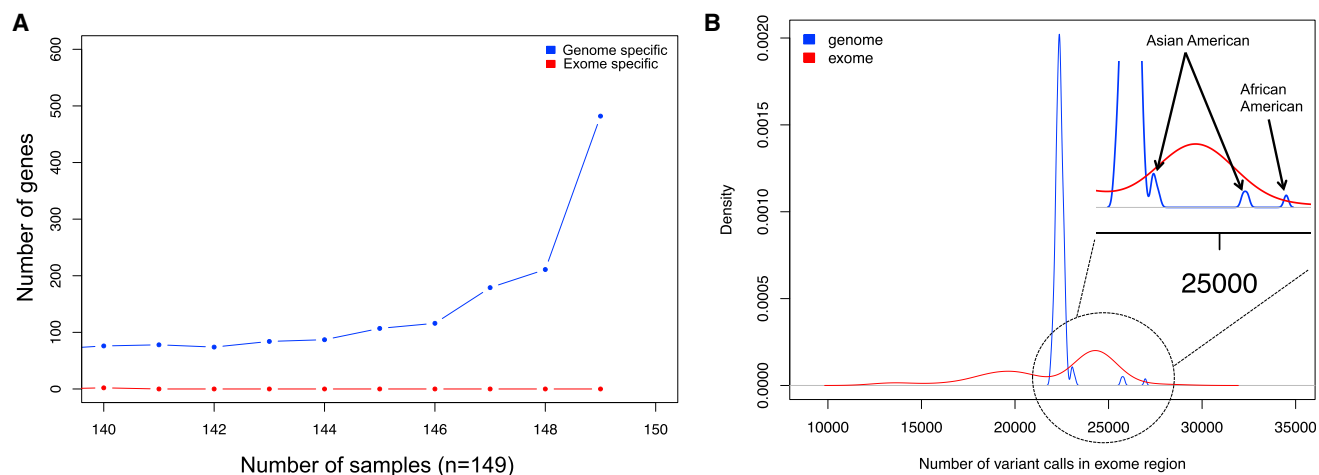 A
Number of genes
600
500
400
300
200
100
0
Genome specific
Exome specific
140
142
144
146
148
150
Number of samples (n=149)
B
Density
0.0020
0.0015
0.0010
0.0005
0.0000
genome
exome
Asian American
African
American
25000
10000
15000
20000
25000
30000
35000
Number of variant calls in exome region